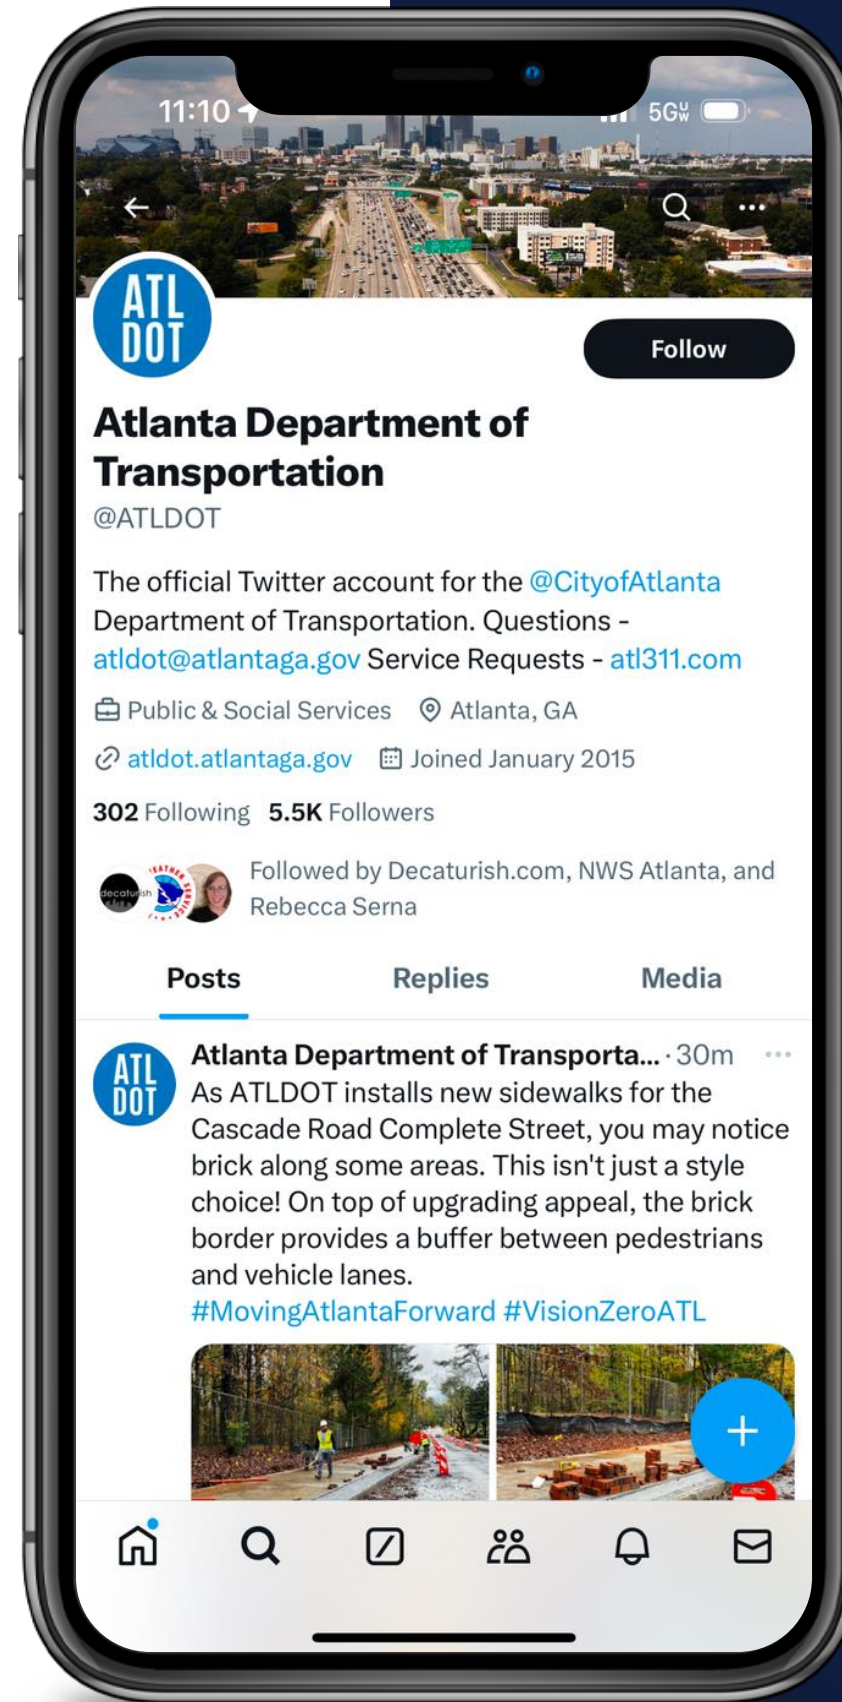 11:10
5GW
ATL
DOT
Follow
Atlanta Department of
Transportation
@ATLDOT
The official Twitter account for the @CityofAtlanta
Department of Transportation. Questions -
atldot@atlantaga.gov Service Requests - atl311.com
Public & Social Services Atlanta, GA
atldot.atlantaga.gov Joined January 2015
302 Following 5.5K Followers
decaturish
Followed by Decaturish.com, NWS Atlanta, and
Rebecca Serna
Posts Replies Media
ATL
DOT
Atlanta Department of Transporta... · 30m
As ATLDOT installs new sidewalks for the
Cascade Road Complete Street, you may notice
brick along some areas. This isn't just a style
choice! On top of upgrading appeal, the brick
border provides a buffer between pedestrians
and vehicle lanes.
#MovingAtlantaForward #VisionZeroATL